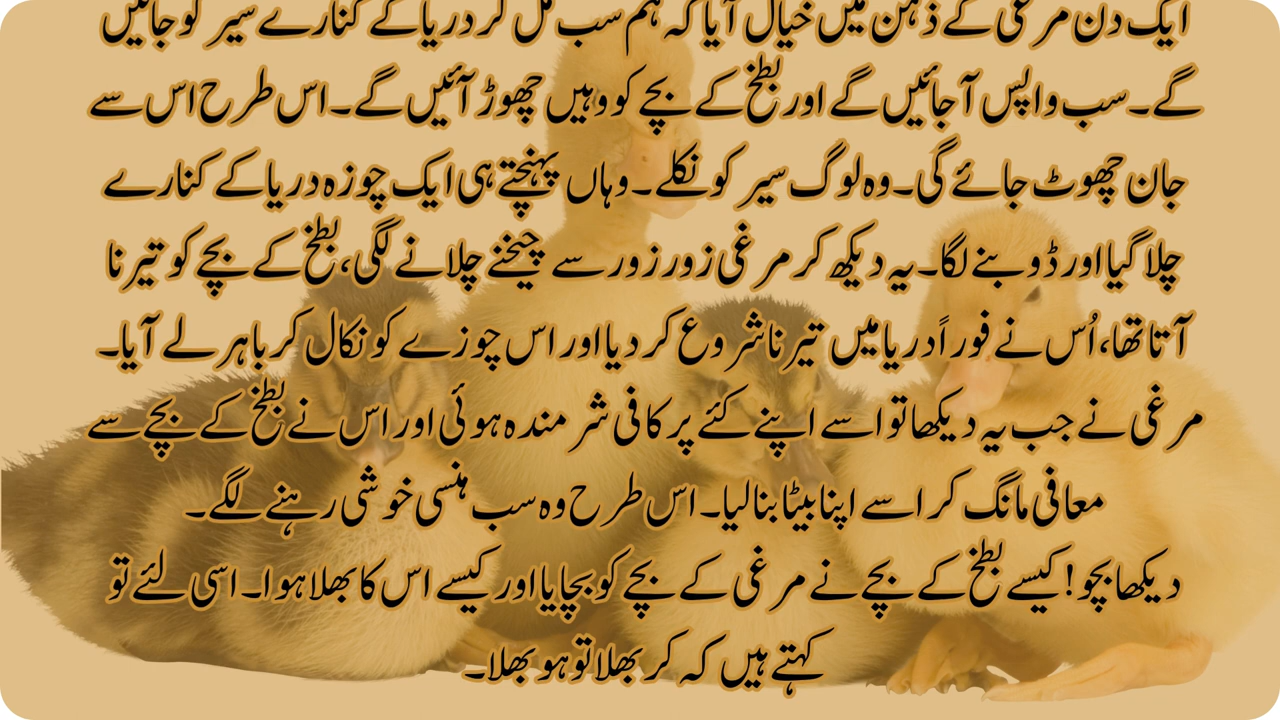 ایک دن مرغی کے ذہن میں خیال آیا کہ ہم سب مل کر دریا کے کنارے سیر کو جائیں
گے۔ سب واپس آ جائیں گے اور بطخ کے بچے کو وہیں چھوڑ آئیں گے۔ اس طرح اس سے
جان چھوٹ جائے گی۔ وہ لوگ سیر کو نکلے۔ وہاں پہنچتے ہی ایک چوزہ دریا کے کنارے
چلا گیا اور ڈوبنے لگا۔ یہ دیکھ کر مرغی زور زور سے چیخنے چلانے لگی، بطخ کے بچے کو تیرنا
آتا تھا، اُس نے فوراً دریا میں تیرنا شروع کر دیا اور اس چوزے کو نکال کر باہر لے آیا۔
مرغی نے جب یہ دیکھا تو اسے اپنے کئے پر کافی شرمندہ ہوئی اور اس نے بطخ کے بچے سے
معافی مانگ کر اسے اپنا بیٹا بنا لیا۔ اس طرح وہ سب ہنسی خوشی رہنے لگے۔
دیکھا بچو! کیسے بطخ کے بچے نے مرغی کے بچے کو بچایا اور کیسے اس کا بھلا ہوا۔ اسی لئے تو
کہتے ہیں کہ کر بھلا تو ہو بھلا۔